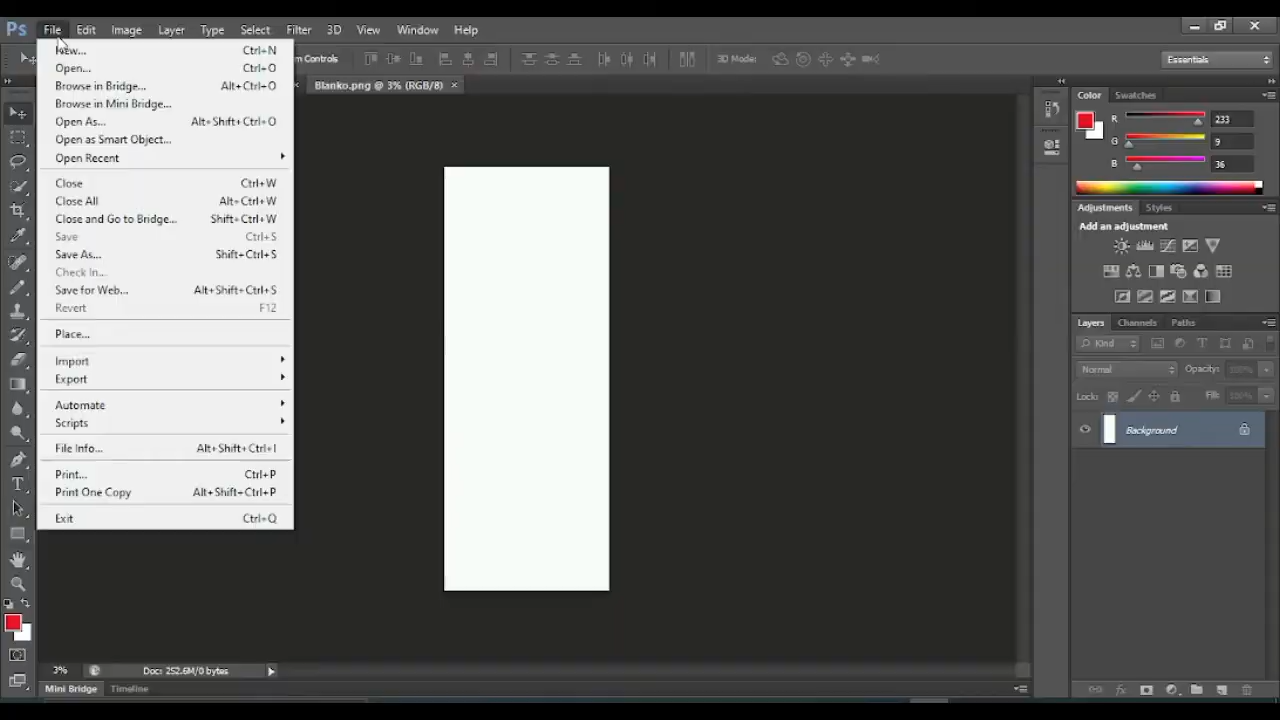 Ps File Edit Image Layer Type Select Filter 3D View Window Help
New... Ctrl+N
Open... Ctrl+O
Browse in Bridge... Alt+Ctrl+O
Browse in Mini Bridge...
Open As... Alt+Shift+Ctrl+O
Open as Smart Object...
Open Recent
Close Ctrl+W
Close All Alt+Ctrl+W
Close and Go to Bridge... Shift+Ctrl+W
Save Ctrl+S
Save As... Shift+Ctrl+S
Check In...
Save for Web... Alt+Shift+Ctrl+S
Revert F12
Place...
Import
Export
Automate
Scripts
File Info... Alt+Shift+Ctrl+I
Print... Ctrl+P
Print One Copy Alt+Shift+Ctrl+P
Exit Ctrl+Q
Controls
3D Mode:
Essentials
Blanko.png @ 3% (RGB/8) ×
Color Swatches
R 233
G 9
B 36
Adjustments Styles
Add an adjustment
Layers Channels Paths
Kind
Normal Opacity: 100%
Lock: Fill: 100%
Background
3% Doc: 252.6M/0 bytes
Mini Bridge Timeline